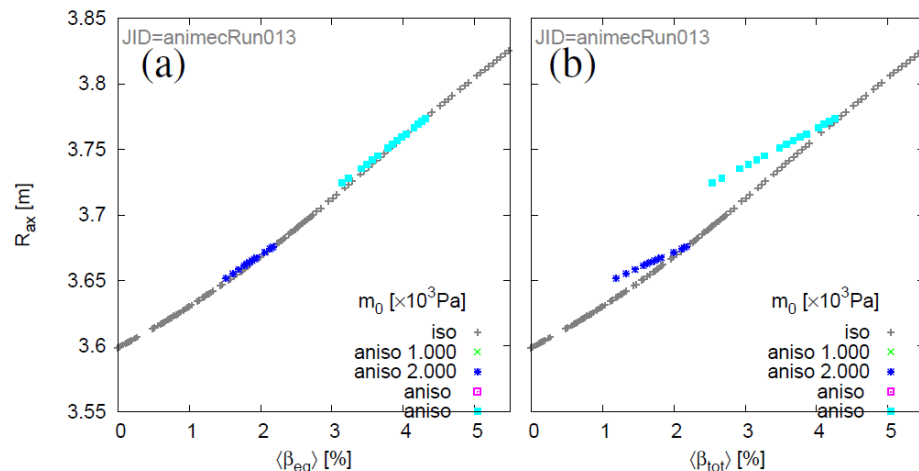 JID=animecRun013
(a)
R_ax [m]
3.85
3.8
3.75
3.7
3.65
3.6
3.55
0 1 2 3 4 5
⟨β_eq⟩ [%]
m_0 [×10^3Pa]
iso
aniso 1.000
aniso 2.000
aniso
aniso
JID=animecRun013
(b)
0 1 2 3 4 5
⟨β_tot⟩ [%]
m_0 [×10^3Pa]
iso
aniso 1.000
aniso 2.000
aniso
aniso